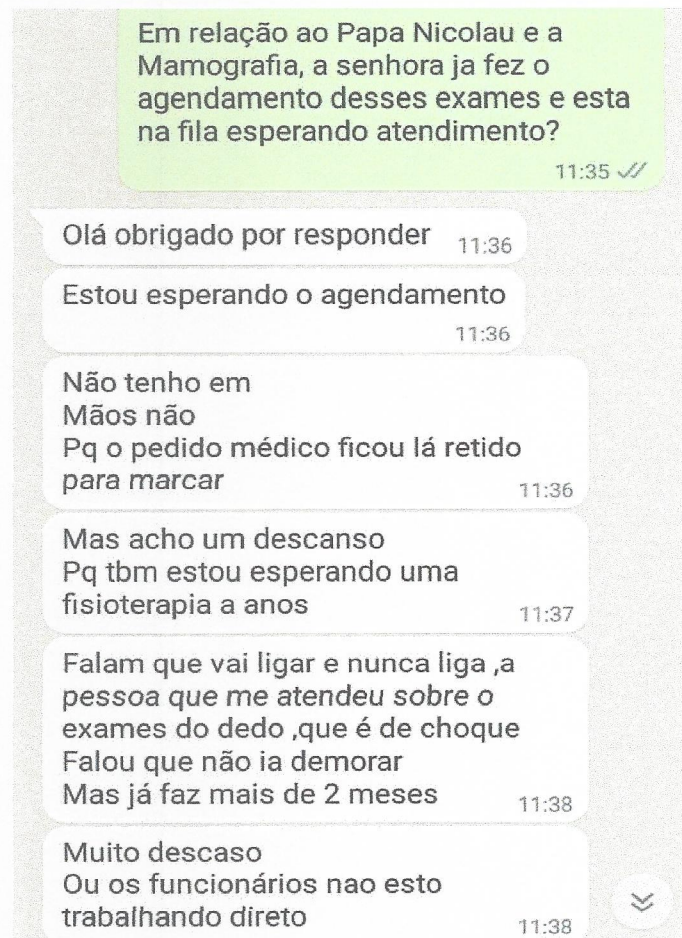 Em relação ao Papa Nicolau e a
Mamografia, a senhora ja fez o
agendamento desses exames e esta
na fila esperando atendimento?
11:35
Olá obrigado por responder 11:36
Estou esperando o agendamento
11:36
Não tenho em
Mãos não
Pq o pedido médico ficou lá retido
para marcar 11:36
Mas acho um descanso
Pq tbm estou esperando uma
fisioterapia a anos 11:37
Falam que vai ligar e nunca liga ,a
pessoa que me atendeu sobre o
exames do dedo ,que é de choque
Falou que não ia demorar
Mas já faz mais de 2 meses 11:38
Muito descaso
Ou os funcionários nao esto
trabalhando direto 11:38